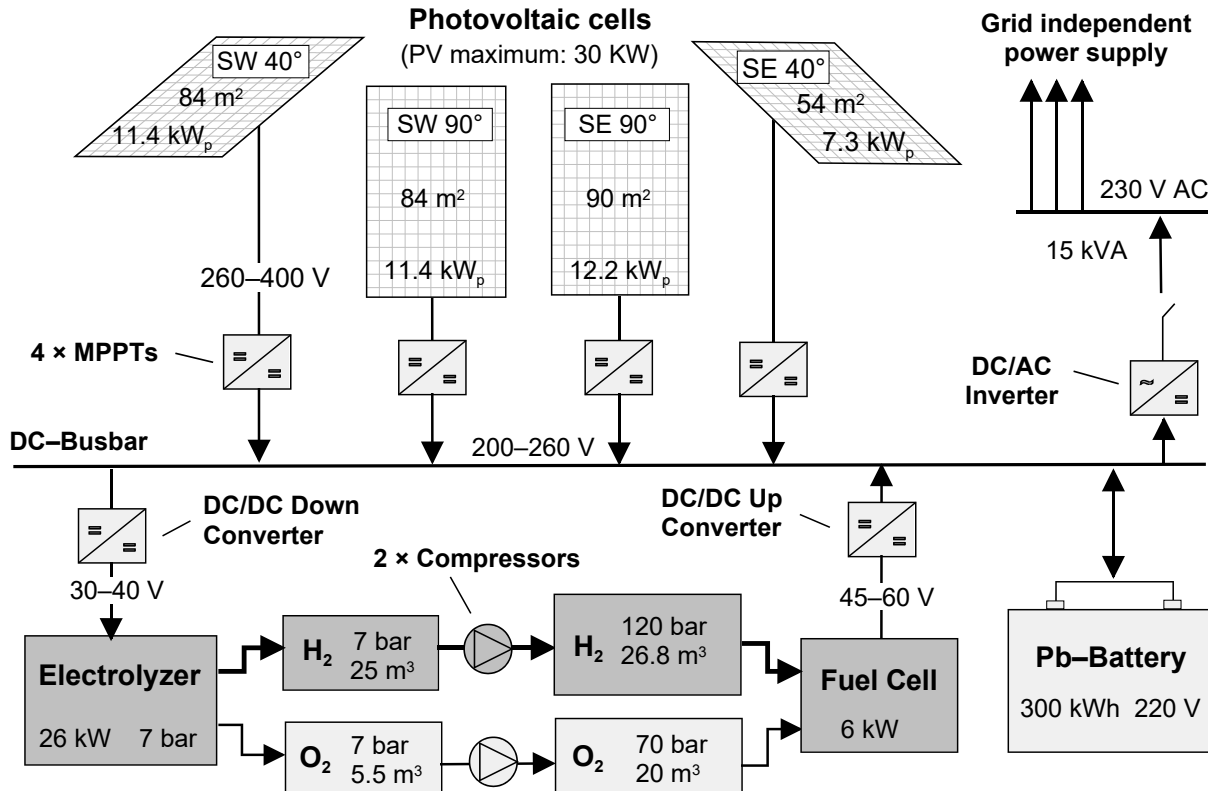 Photovoltaic cells
(PV maximum: 30 KW)
Grid independent
power supply
SW 40°
84 m²
11.4 kWₚ
SW 90°
84 m²
11.4 kWₚ
SE 90°
90 m²
12.2 kWₚ
SE 40°
54 m²
7.3 kWₚ
230 V AC
15 kVA
260–400 V
4 × MPPTs
= =
= =
= =
= =
DC/AC
Inverter
≈ =
DC–Busbar
200–260 V
= =
DC/DC Down
Converter
DC/DC Up
Converter
= =
2 × Compressors
30–40 V
45–60 V
Electrolyzer
26 kW 7 bar
H₂
7 bar
25 m³
H₂
120 bar
26.8 m³
O₂
7 bar
5.5 m³
O₂
70 bar
20 m³
Fuel Cell
6 kW
Pb–Battery
300 kWh 220 V